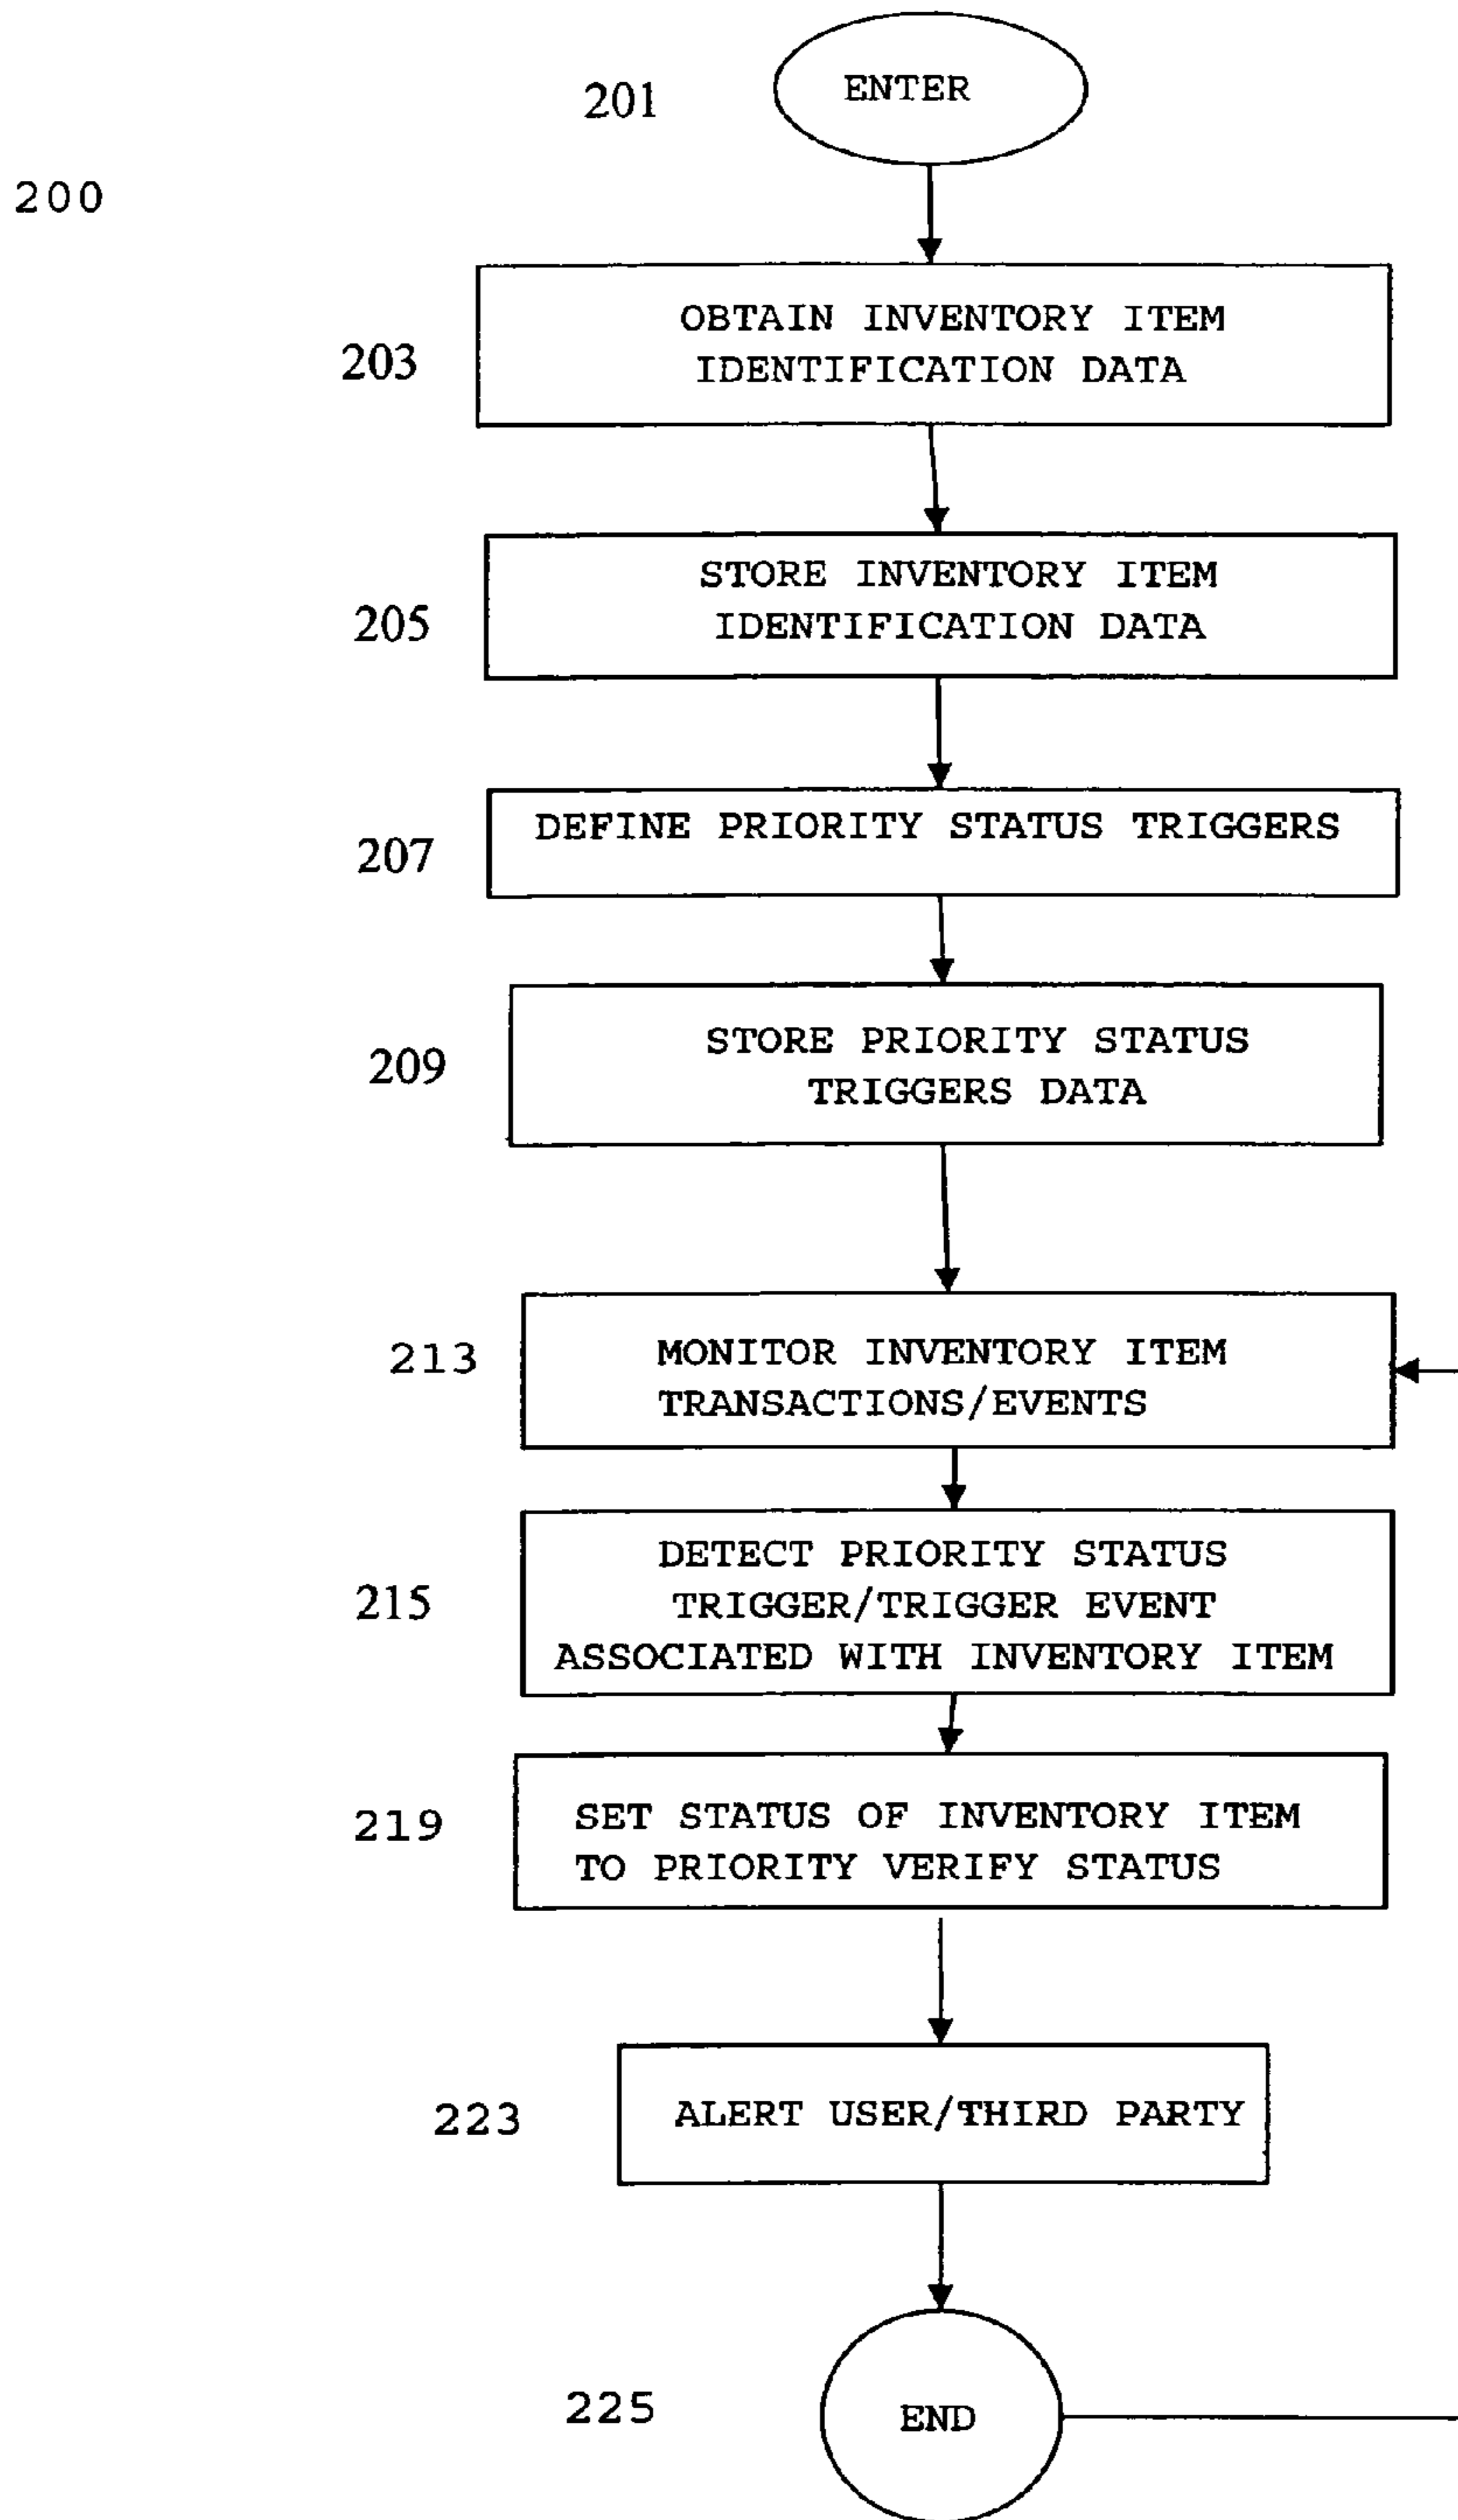 201
ENTER
200
OBTAIN INVENTORY ITEM
IDENTIFICATION DATA
203
STORE INVENTORY ITEM
IDENTIFICATION DATA
205
DEFINE PRIORITY STATUS TRIGGERS
207
STORE PRIORITY STATUS
TRIGGERS DATA
209
MONITOR INVENTORY ITEM
TRANSACTIONS/EVENTS
213
DETECT PRIORITY STATUS
TRIGGER/TRIGGER EVENT
ASSOCIATED WITH INVENTORY ITEM
215
SET STATUS OF INVENTORY ITEM
TO PRIORITY VERIFY STATUS
219
ALERT USER/THIRD PARTY
223
END
225